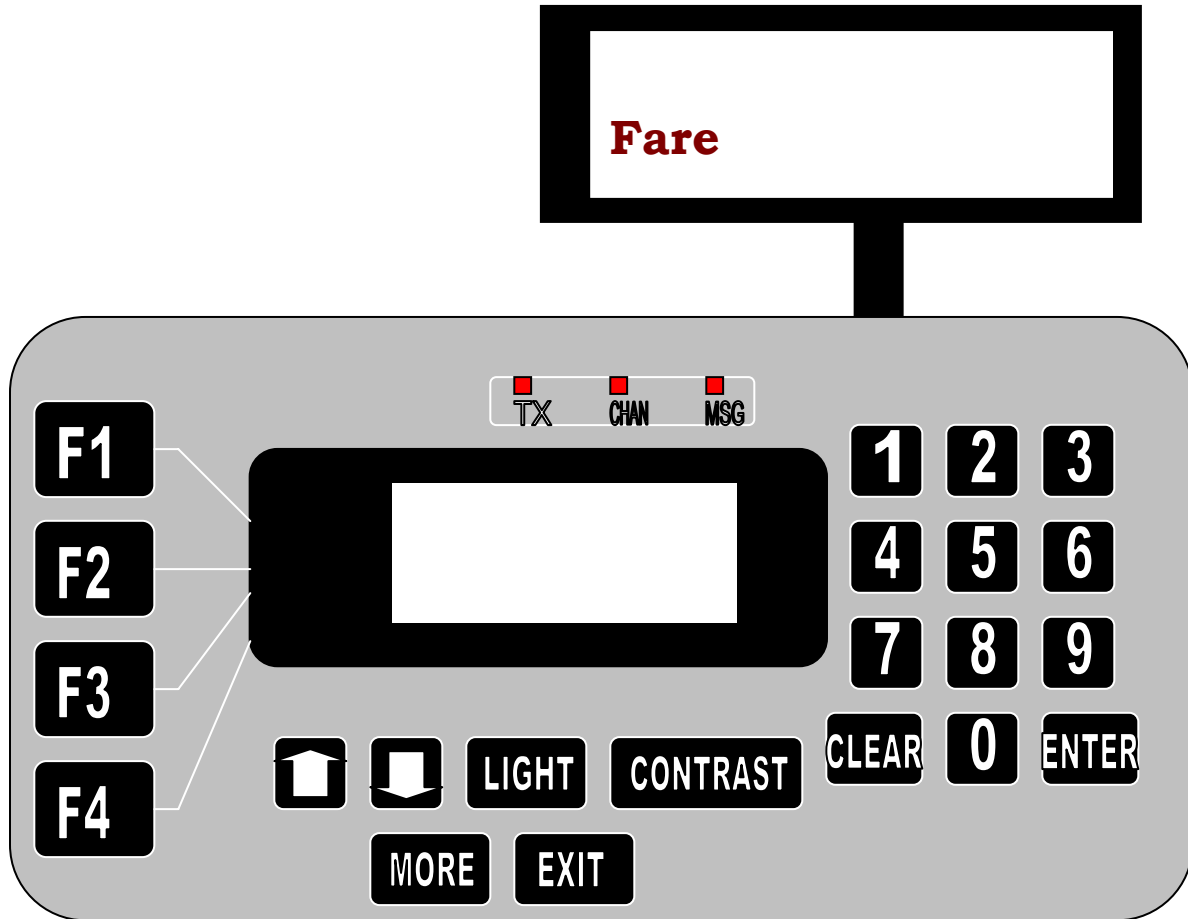 Fare
TX CHAN MSG
F1
F2
F3
F4
1 2 3
4 5 6
7 8 9
CLEAR 0 ENTER
LIGHT CONTRAST
MORE EXIT